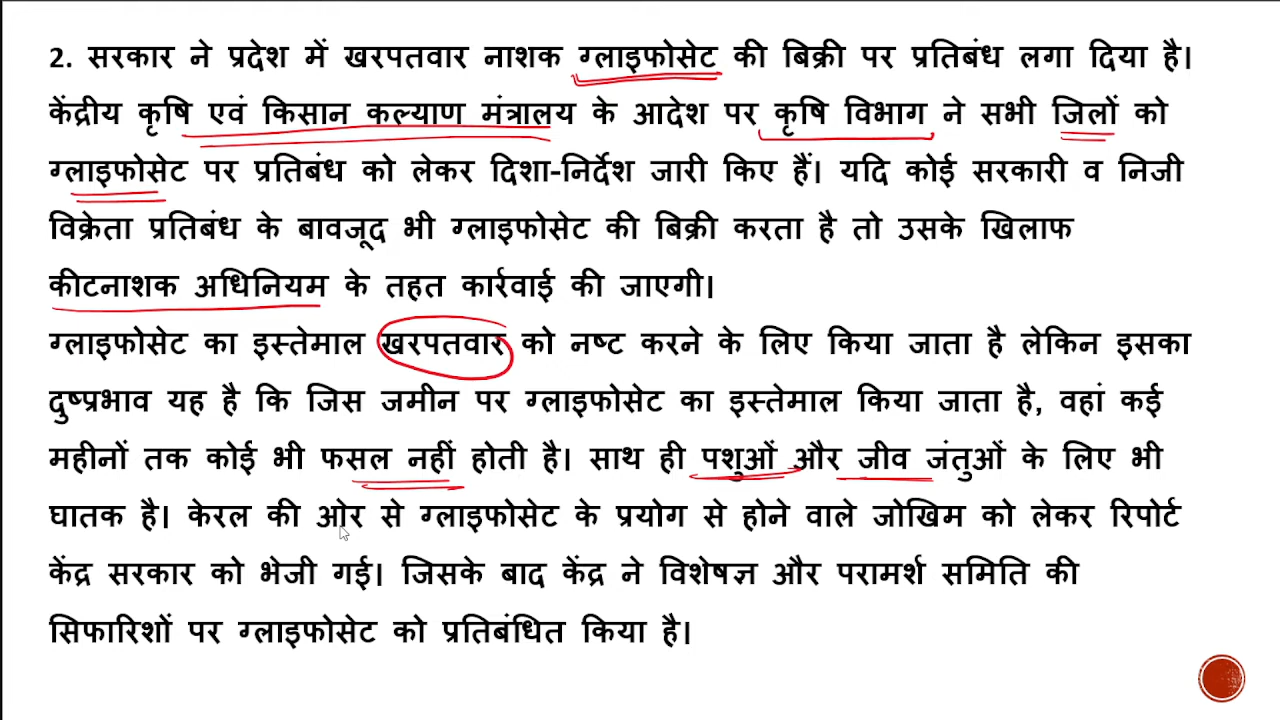 2. सरकार ने प्रदेश में खरपतवार नाशक ग्लाइफोसेट की बिक्री पर प्रतिबंध लगा दिया है।
केंद्रीय कृषि एवं किसान कल्याण मंत्रालय के आदेश पर कृषि विभाग ने सभी जिलों को
ग्लाइफोसेट पर प्रतिबंध को लेकर दिशा-निर्देश जारी किए हैं। यदि कोई सरकारी व निजी
विक्रेता प्रतिबंध के बावजूद भी ग्लाइफोसेट की बिक्री करता है तो उसके खिलाफ
कीटनाशक अधिनियम के तहत कार्रवाई की जाएगी।
ग्लाइफोसेट का इस्तेमाल खरपतवार को नष्ट करने के लिए किया जाता है लेकिन इसका
दुष्प्रभाव यह है कि जिस जमीन पर ग्लाइफोसेट का इस्तेमाल किया जाता है, वहां कई
महीनों तक कोई भी फसल नहीं होती है। साथ ही पशुओं और जीव जंतुओं के लिए भी
घातक है। केरल की ओर से ग्लाइफोसेट के प्रयोग से होने वाले जोखिम को लेकर रिपोर्ट
केंद्र सरकार को भेजी गई। जिसके बाद केंद्र ने विशेषज्ञ और परामर्श समिति की
सिफारिशों पर ग्लाइफोसेट को प्रतिबंधित किया है।